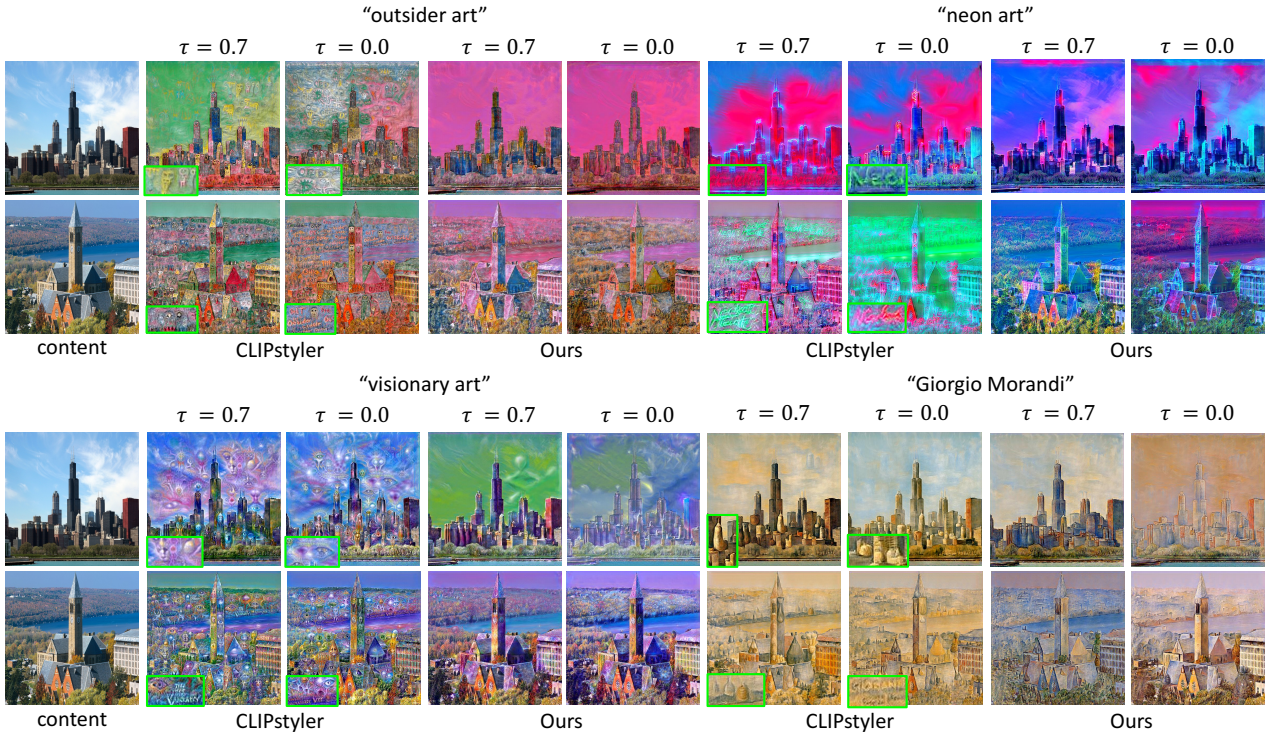 “outsider art” “neon art”
τ = 0.7 τ = 0.0 τ = 0.7 τ = 0.0 τ = 0.7 τ = 0.0 τ = 0.7 τ = 0.0
content CLIPstyler Ours CLIPstyler Ours
“visionary art” “Giorgio Morandi”
τ = 0.7 τ = 0.0 τ = 0.7 τ = 0.0 τ = 0.7 τ = 0.0 τ = 0.7 τ = 0.0
content CLIPstyler Ours CLIPstyler Ours